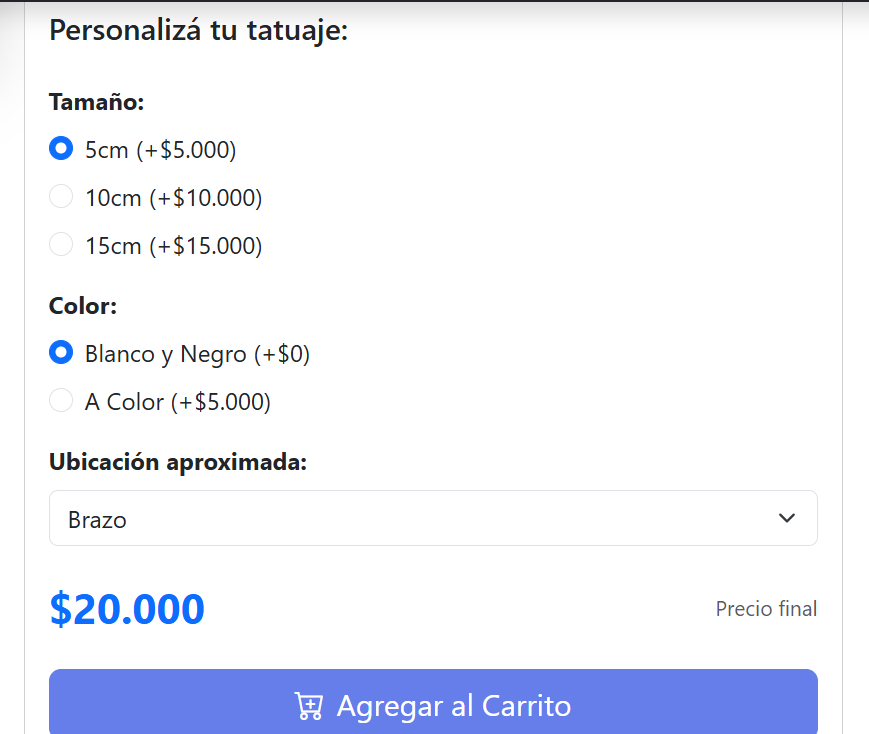 Personalizá tu tatuaje:
Tamaño:
5cm (+$5.000)
10cm (+$10.000)
15cm (+$15.000)
Color:
Blanco y Negro (+$0)
A Color (+$5.000)
Ubicación aproximada:
Brazo
$20.000 Precio final
Agregar al Carrito